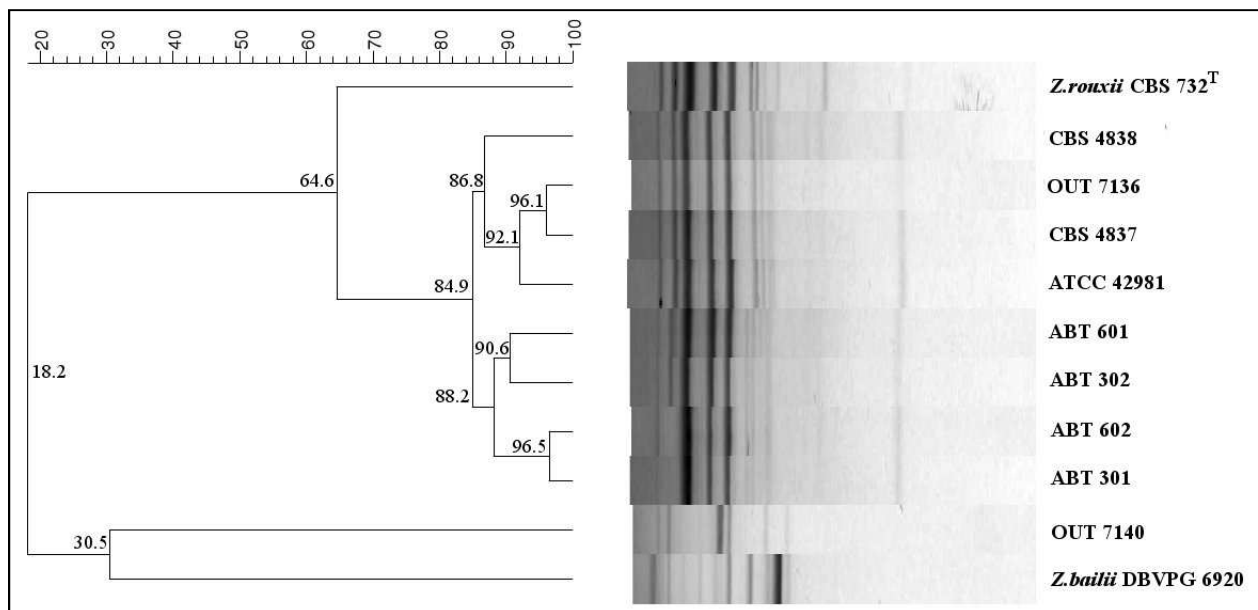 20 30 40 50 60 70 80 90 100
Z.rouxii CBS 732T
CBS 4838
64.6 86.8 OUT 7136
96.1
CBS 4837
92.1
84.9 ATCC 42981
ABT 601
90.6
18.2 ABT 302
88.2
ABT 602
96.5
ABT 301
OUT 7140
30.5
Z.bailii DBVPG 6920